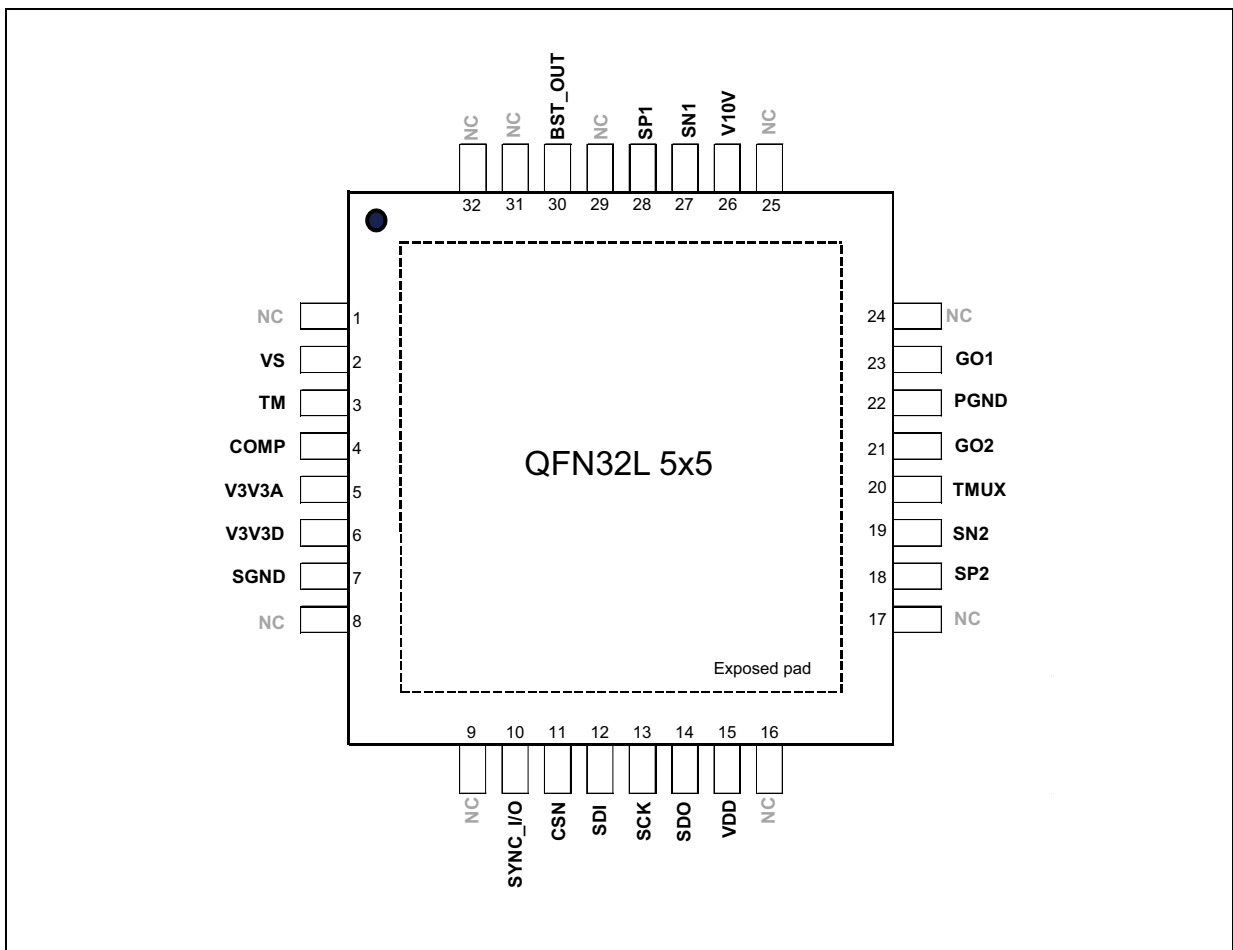 NC
NC
BST_OUT
NC
SP1
SN1
V10V
NC
32 31 30 29 28 27 26 25
NC 1
VS 2
TM 3
COMP 4
V3V3A 5
V3V3D 6
SGND 7
NC 8
24 NC
23 GO1
22 PGND
21 GO2
20 TMUX
19 SN2
18 SP2
17 NC
QFN32L 5x5
Exposed pad
9 10 11 12 13 14 15 16
NC
SYNC_I/O
CSN
SDI
SCK
SDO
VDD
NC